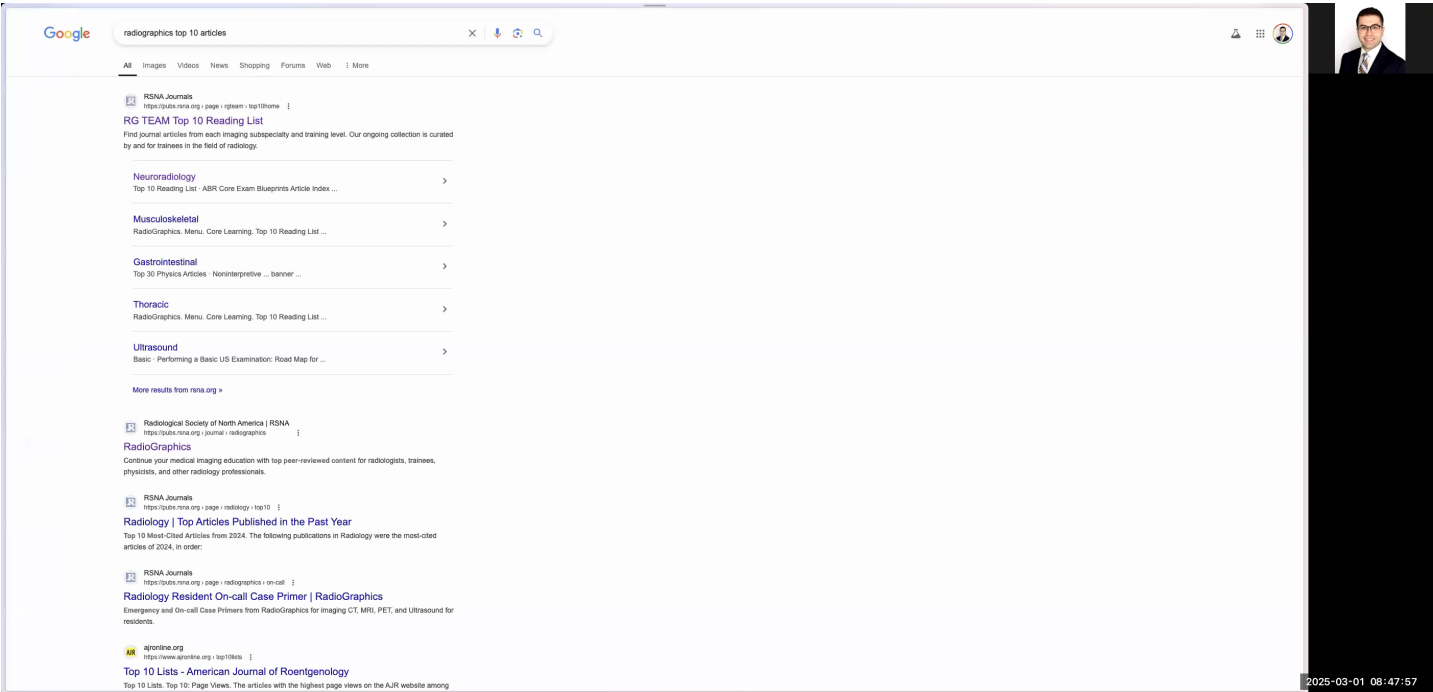 Google
radiographics top 10 articles
All Images Videos News Shopping Forums Web More
RSNA Journals
https://pubs.rsna.org › page › rgteam › top10home
RG TEAM Top 10 Reading List
Find journal articles from each imaging subspecialty and training level. Our ongoing collection is curated
by and for trainees in the field of radiology.
Neuroradiology
Top 10 Reading List · ABR Core Exam Blueprints Article Index ...
Musculoskeletal
RadioGraphics. Menu. Core Learning. Top 10 Reading List ...
Gastrointestinal
Top 30 Physics Articles · Noninterpretive ... banner ...
Thoracic
RadioGraphics. Menu. Core Learning. Top 10 Reading List ...
Ultrasound
Basic · Performing a Basic US Examination: Road Map for ...
More results from rsna.org »
Radiological Society of North America | RSNA
https://pubs.rsna.org › journal › radiographics
RadioGraphics
Continue your medical imaging education with top peer-reviewed content for radiologists, trainees,
physicists, and other radiology professionals.
RSNA Journals
https://pubs.rsna.org › page › radiology › top10
Radiology | Top Articles Published in the Past Year
Top 10 Most-Cited Articles from 2024. The following publications in Radiology were the most-cited
articles of 2024, in order:
RSNA Journals
https://pubs.rsna.org › page › radiographics › on-call
Radiology Resident On-call Case Primer | RadioGraphics
Emergency and On-call Case Primers from RadioGraphics for imaging CT, MRI, PET, and Ultrasound for
residents.
AJR
ajronline.org
https://www.ajronline.org › top10lists
Top 10 Lists - American Journal of Roentgenology
Top 10 Lists. Top 10: Page Views. The articles with the highest page views on the AJR website among
2025-03-01 08:47:57